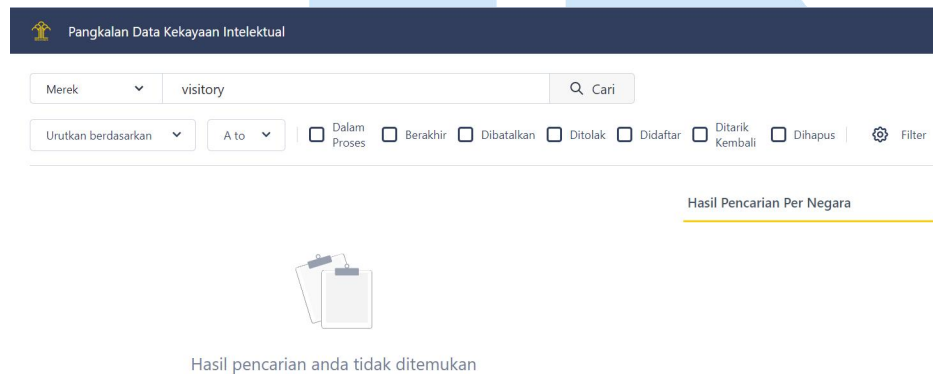 Pangkalan Data Kekayaan Intelektual
Merek visitory Cari
Urutkan berdasarkan A to Dalam Proses Berakhir Dibatalkan Ditolak Didaftar Ditarik Kembali Dihapus Filter
Hasil Pencarian Per Negara
Hasil pencarian anda tidak ditemukan